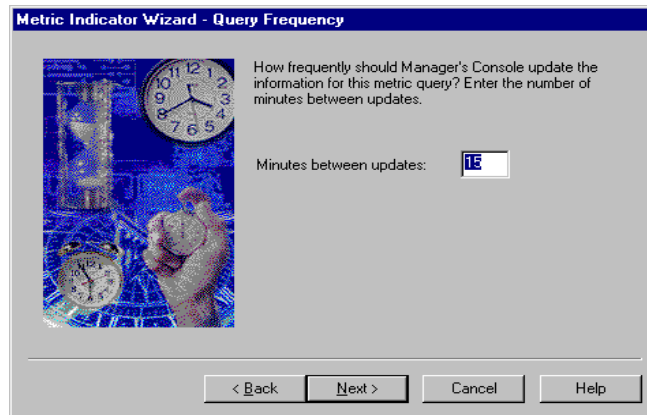 Metric Indicator Wizard - Query Frequency
How frequently should Manager's Console update the
information for this metric query? Enter the number of
minutes between updates.
Minutes between updates: 15
< Back Next > Cancel Help